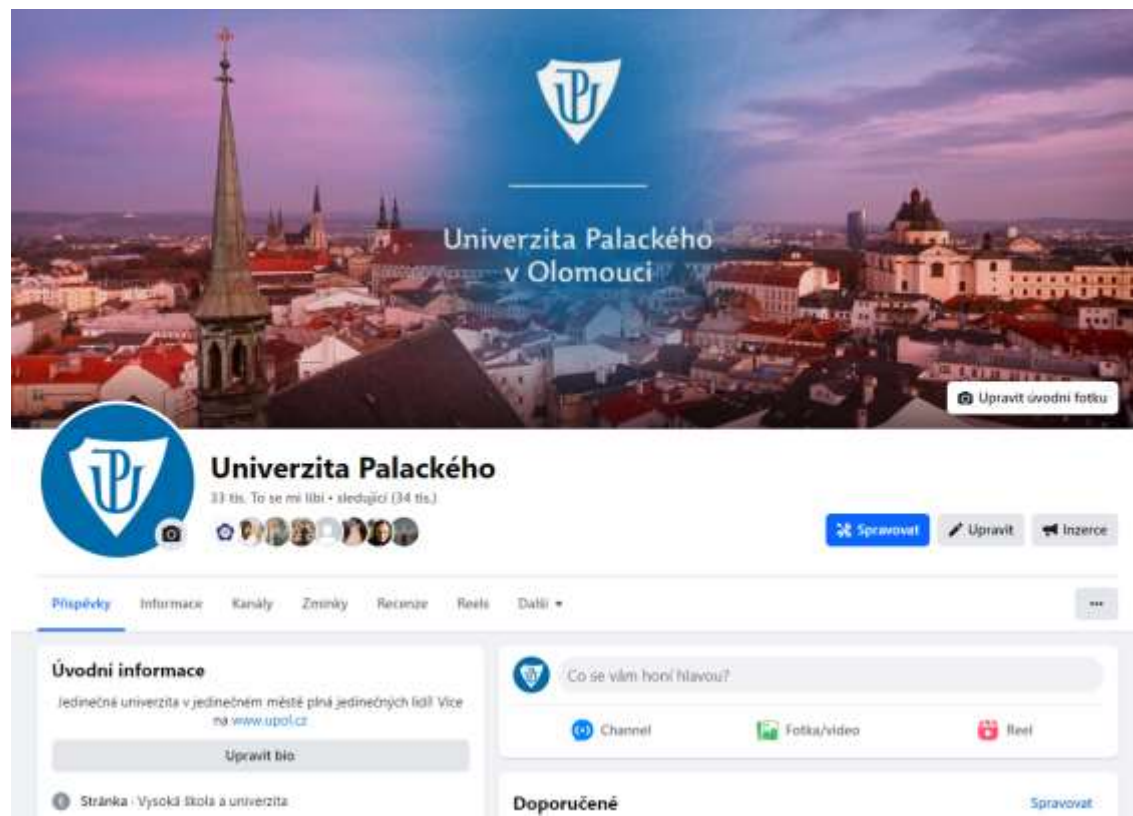 Univerzita Palackého
v Olomouci
Upravit úvodní fotku
Univerzita Palackého
33 tis. To se mi líbí • sledující (34 tis.)
Spravovat
Upravit
Inzerce
Příspěvky
Informace
Kanály
Zmínky
Recenze
Reels
Další
Úvodní informace
Jedinečná univerzita v jedinečném městě plná jedinečných lidí! Více
na www.upol.cz
Upravit bio
Stránka · Vysoká škola a univerzita
Co se vám honí hlavou?
Channel
Fotka/video
Reel
Doporučené
Spravovat